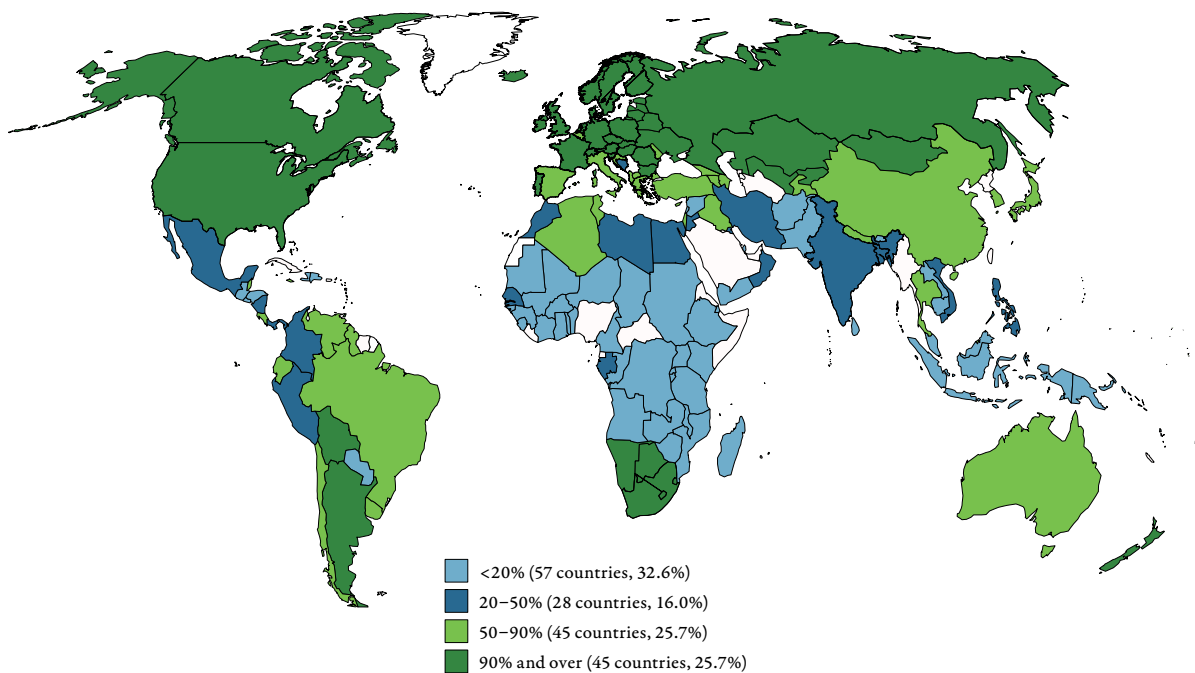 <20% (57 countries, 32.6%)
20–50% (28 countries, 16.0%)
50–90% (45 countries, 25.7%)
90% and over (45 countries, 25.7%)